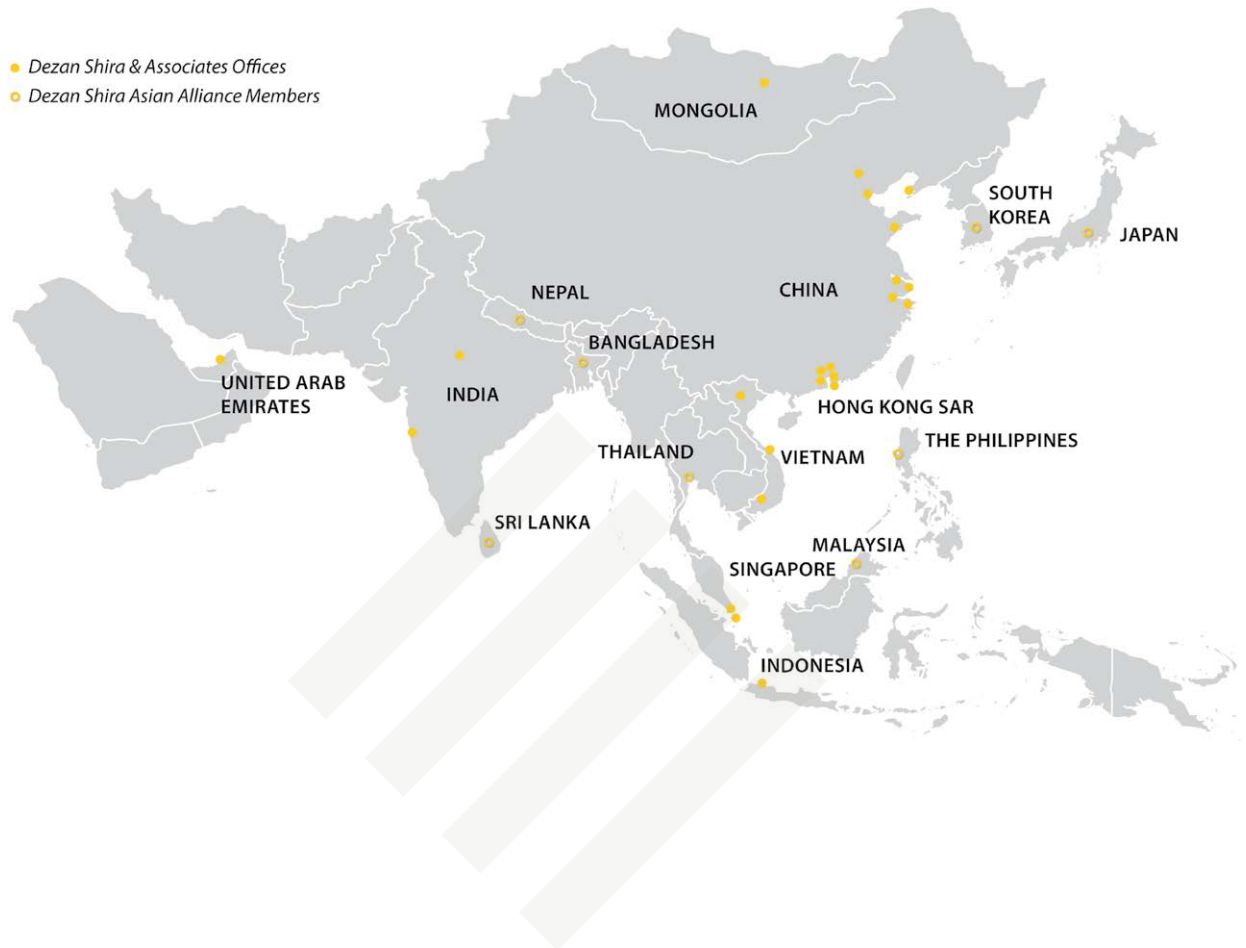 Dezan Shira & Associates Offices
Dezan Shira Asian Alliance Members
MONGOLIA
SOUTH
KOREA
JAPAN
CHINA
NEPAL
BANGLADESH
UNITED ARAB
EMIRATES
INDIA
HONG KONG SAR
THE PHILIPPINES
THAILAND
VIETNAM
SRI LANKA
MALAYSIA
SINGAPORE
INDONESIA